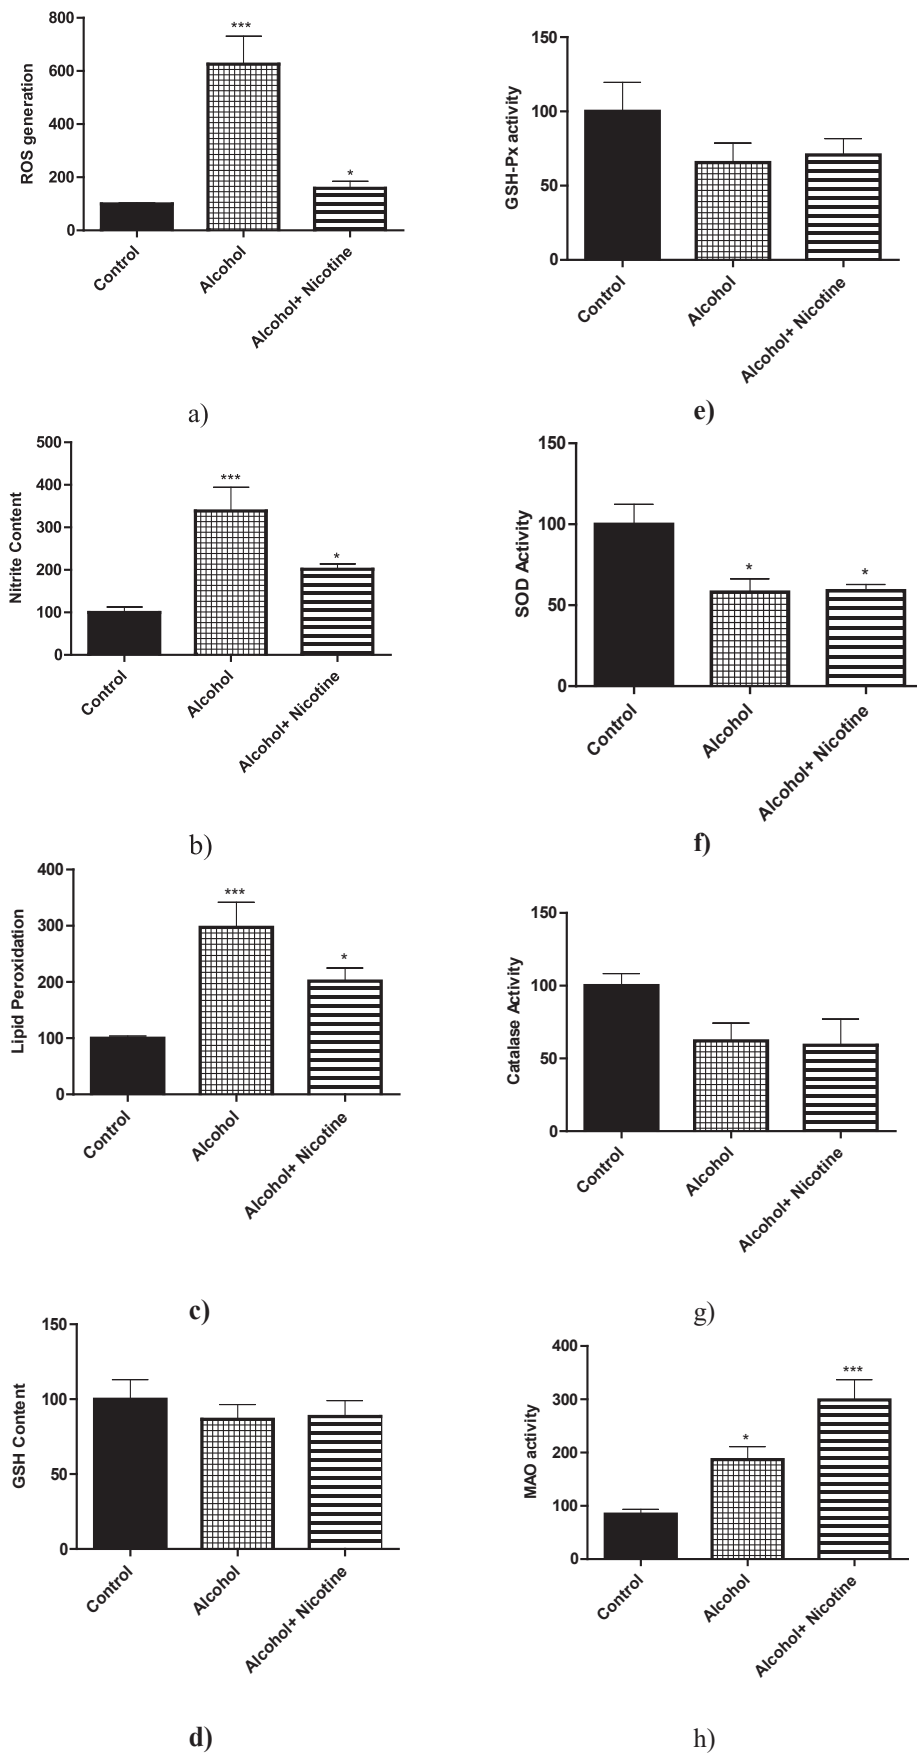 800
600
400
200
0
ROS generation
***
*
Control
Alcohol
Alcohol+ Nicotine
a)
500
400
300
200
100
0
Nitrite Content
***
*
Control
Alcohol
Alcohol+ Nicotine
b)
400
300
200
100
0
Lipid Peroxidation
***
*
Control
Alcohol
Alcohol+ Nicotine
c)
150
100
50
0
GSH Content
Control
Alcohol
Alcohol+ Nicotine
d)
150
100
50
0
GSH-Px activity
Control
Alcohol
Alcohol+ Nicotine
e)
150
100
50
0
SOD Activity
*
*
Control
Alcohol
Alcohol+ Nicotine
f)
150
100
50
0
Catalase Activity
Control
Alcohol
Alcohol+ Nicotine
g)
400
300
200
100
0
MAO activity
*
***
Control
Alcohol
Alcohol+ Nicotine
h)